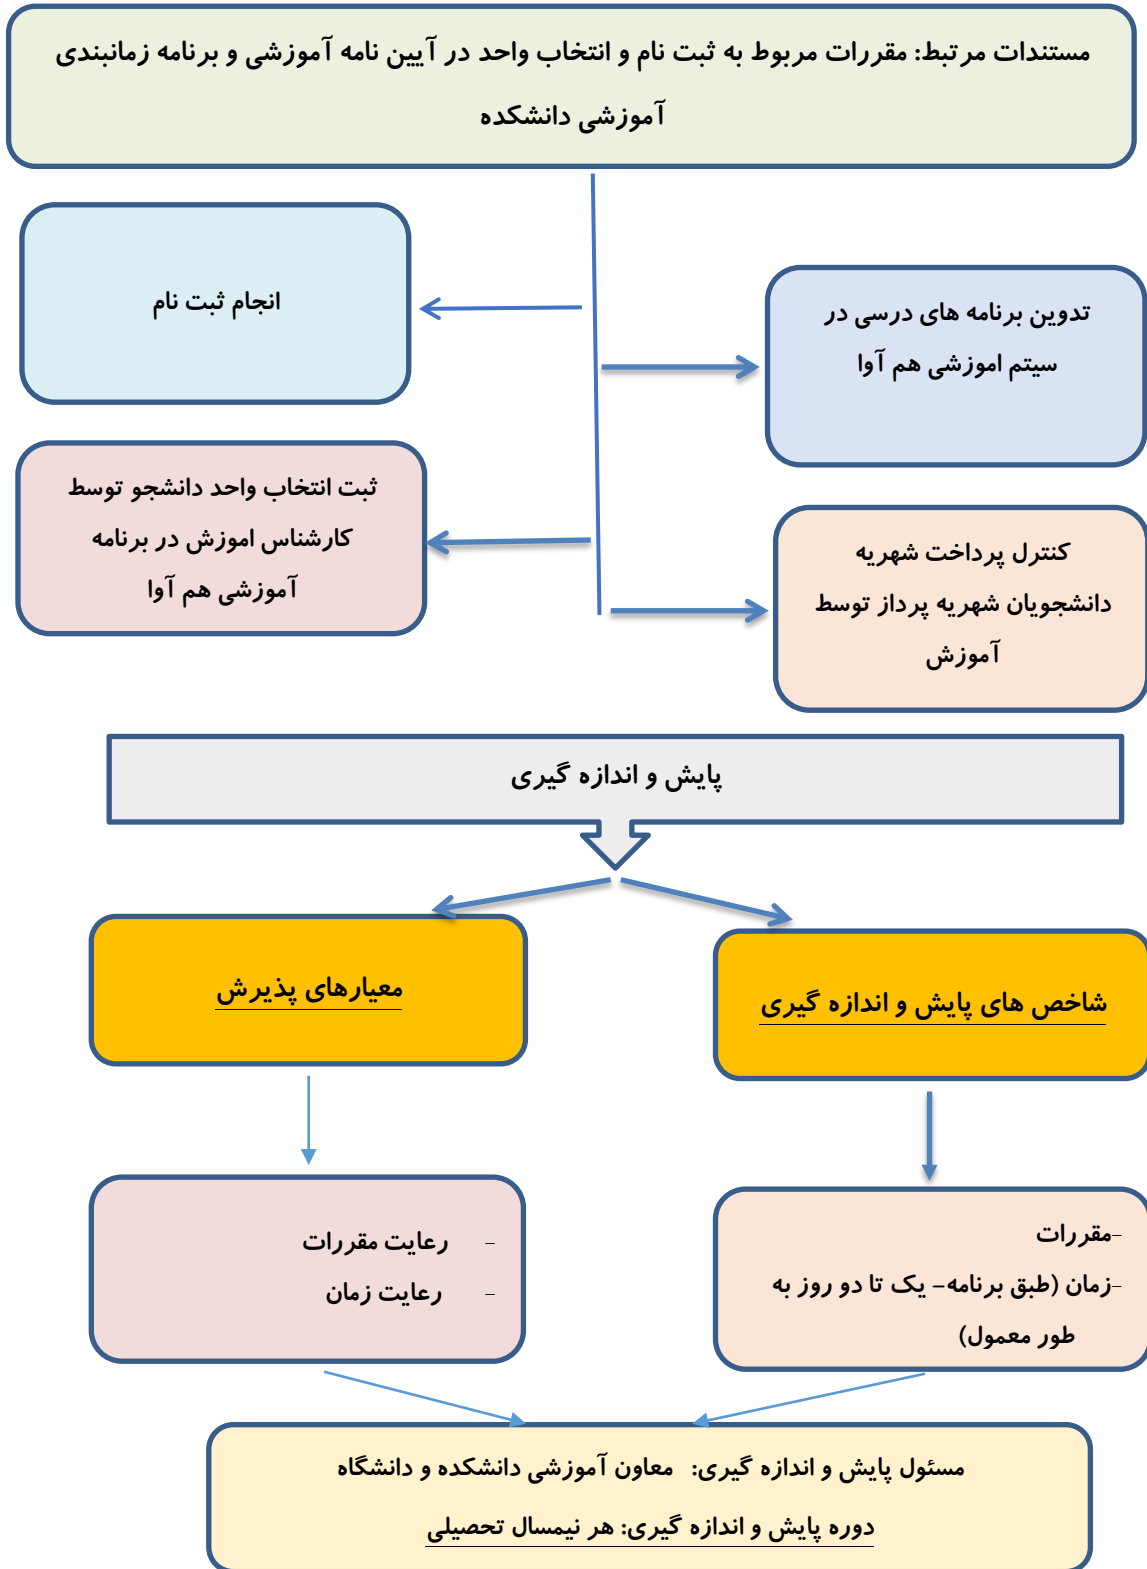 مستندات مرتبط: مقررات مربوط به ثبت نام و انتخاب واحد در آیین نامه آموزشی و برنامه زمانبندی
آموزشی دانشکده
انجام ثبت نام
تدوین برنامه های درسی در
سیتم اموزشی هم آوا
ثبت انتخاب واحد دانشجو توسط
کارشناس اموزش در برنامه
آموزشی هم آوا
کنترل پرداخت شهریه
دانشجویان شهریه پرداز توسط
آموزش
پایش و اندازه گیری
معیارهای پذیرش
شاخص های پایش و اندازه گیری
- رعایت مقررات
- رعایت زمان
-مقررات
-زمان (طبق برنامه- یک تا دو روز به
طور معمول)
مسئول پایش و اندازه گیری: معاون آموزشی دانشکده و دانشگاه
دوره پایش و اندازه گیری: هر نیمسال تحصیلی